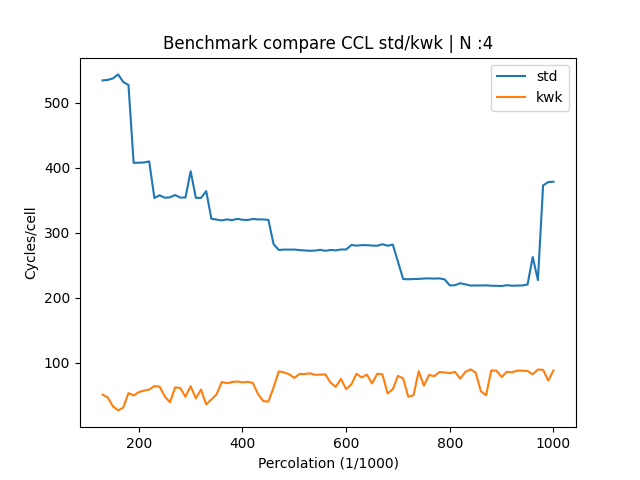 Benchmark compare CCL std/kwk | N :4
std
kwk
Cycles/cell
500
400
300
200
100
200
400
600
800
1000
Percolation (1/1000)